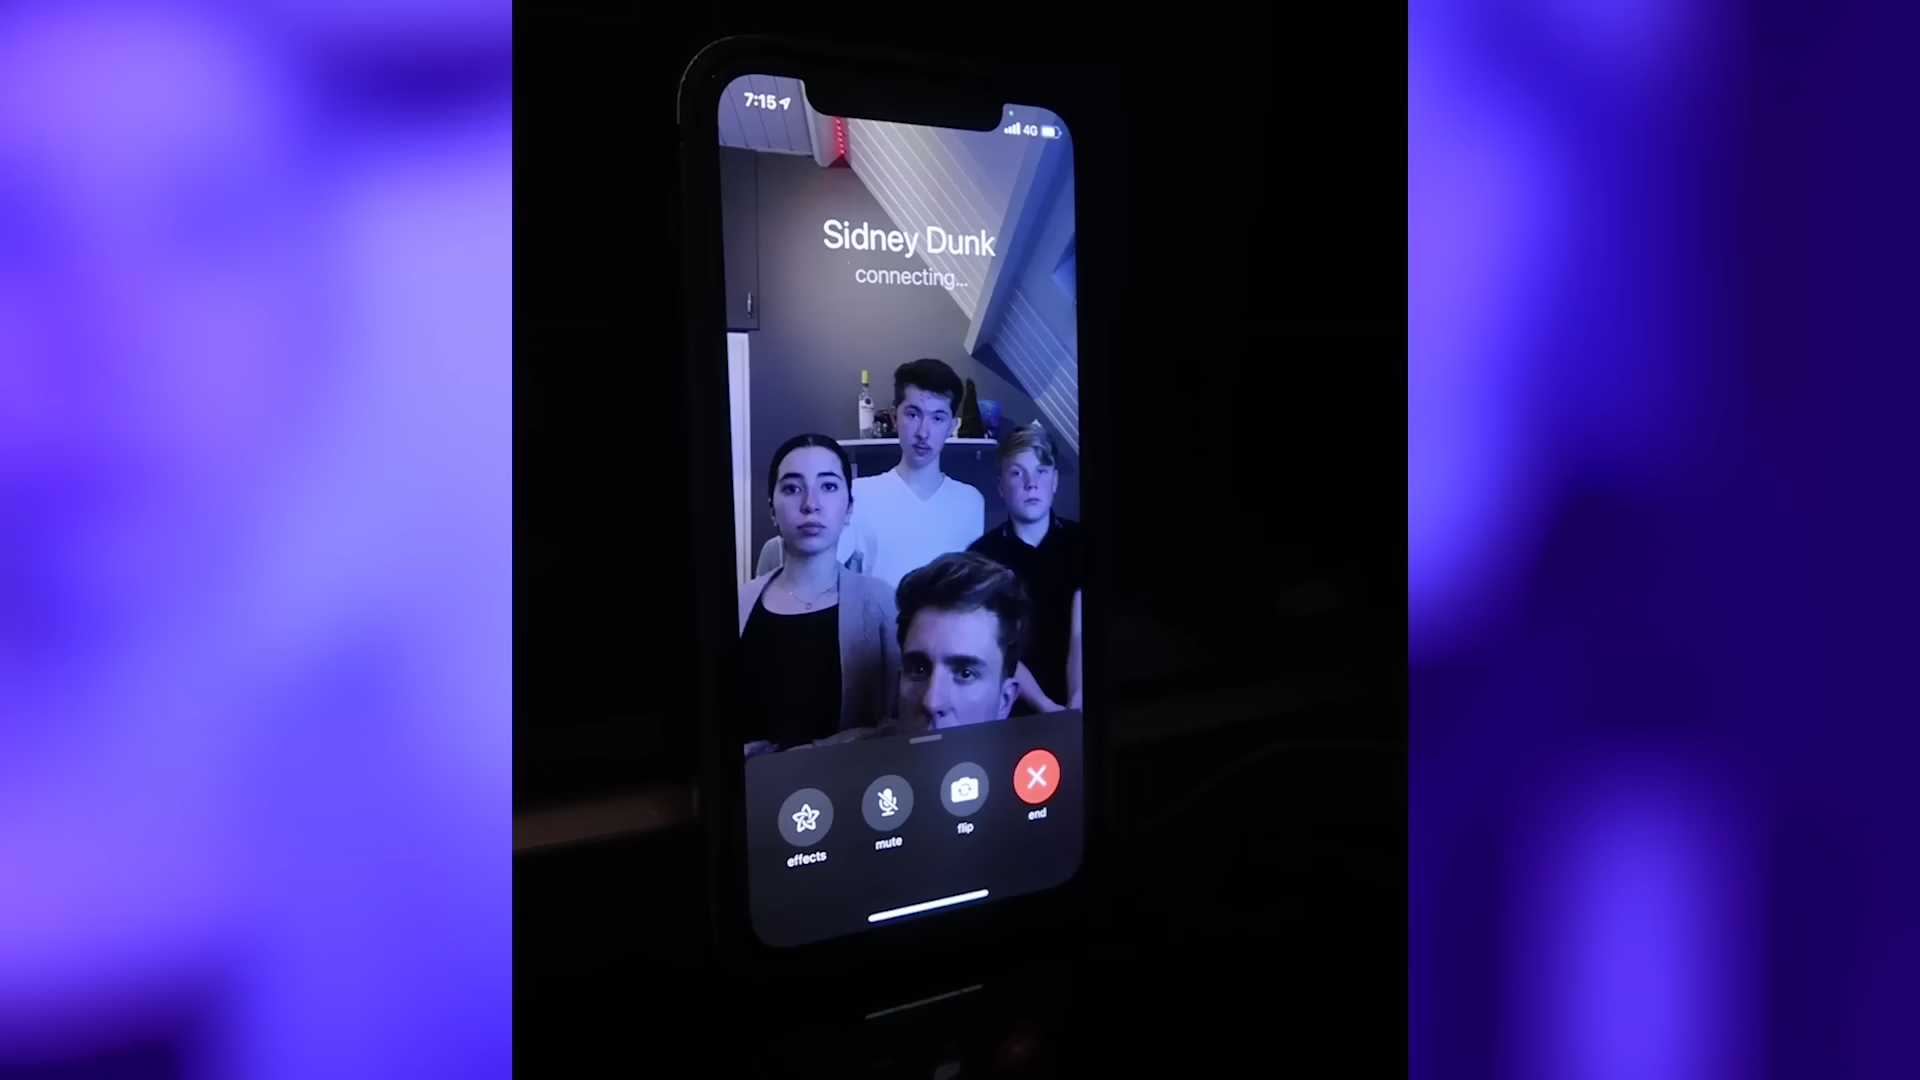 7:15
4G
Sidney Dunk
connecting...
effects
mute
flip
end